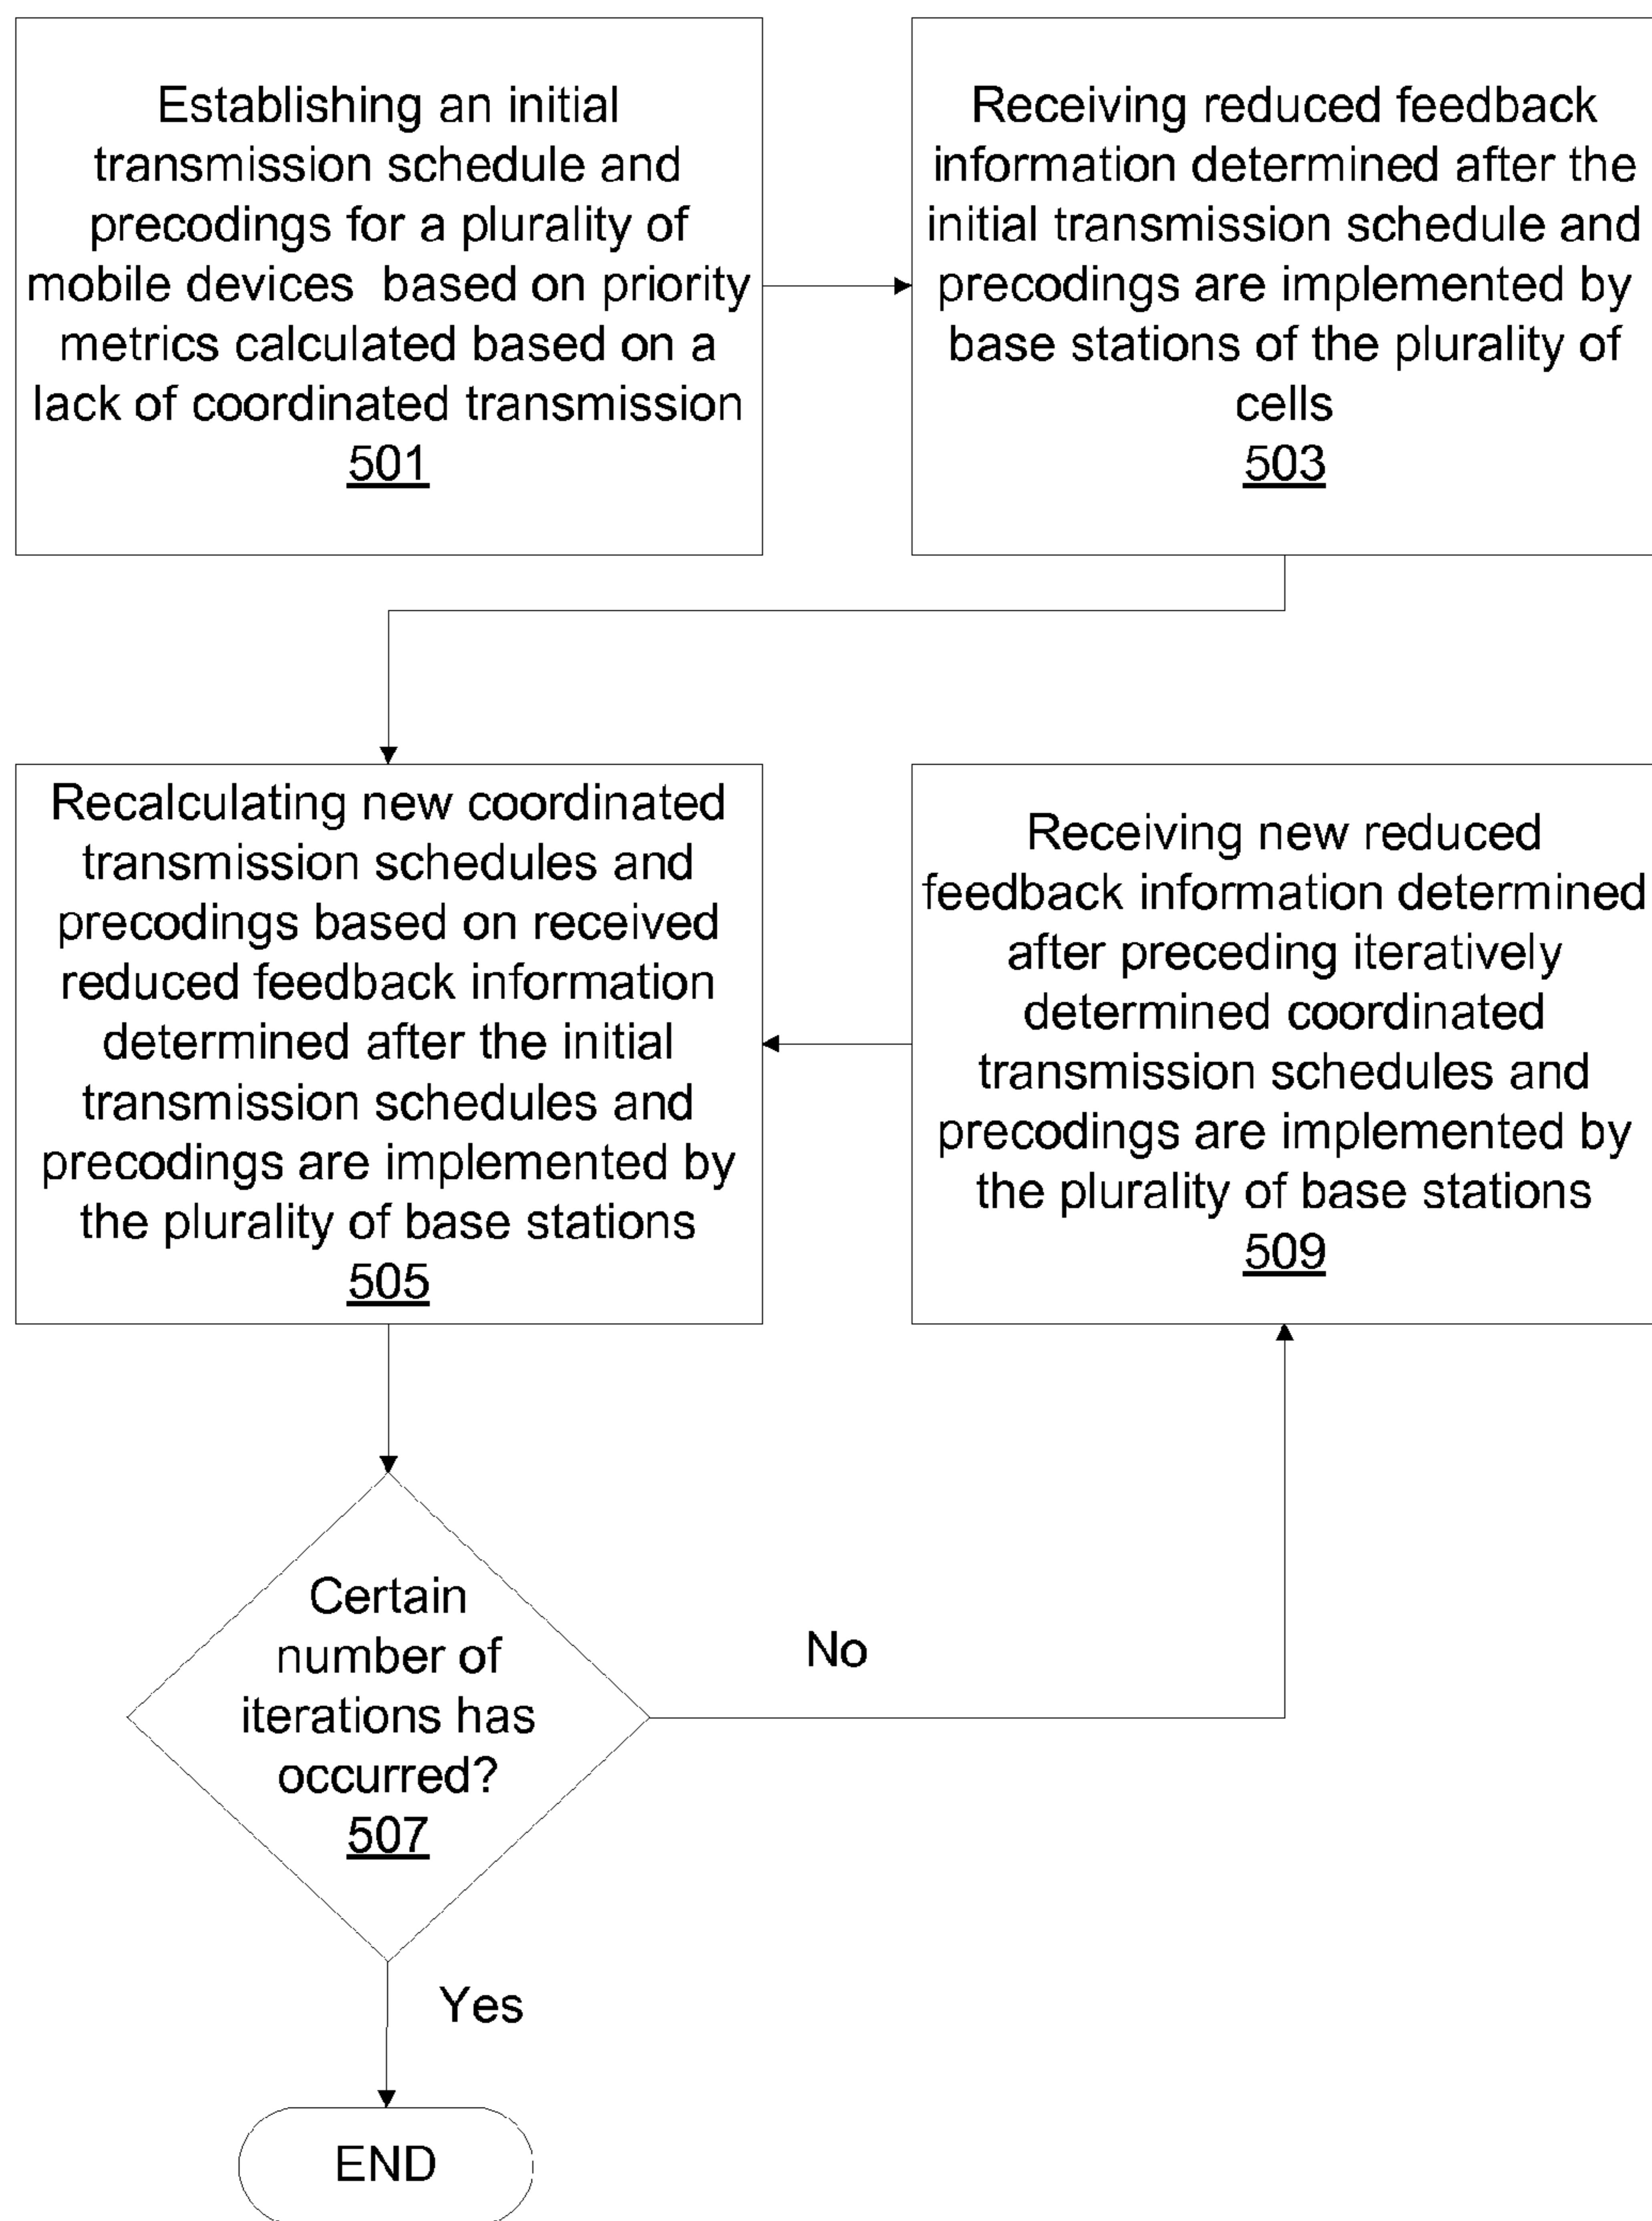 Establishing an initial
transmission schedule and
precodings for a plurality of
mobile devices based on priority
metrics calculated based on a
lack of coordinated transmission
501
Receiving reduced feedback
information determined after the
initial transmission schedule and
precodings are implemented by
base stations of the plurality of
cells
503
Recalculating new coordinated
transmission schedules and
precodings based on received
reduced feedback information
determined after the initial
transmission schedules and
precodings are implemented by
the plurality of base stations
505
Receiving new reduced
feedback information determined
after preceding iteratively
determined coordinated
transmission schedules and
precodings are implemented by
the plurality of base stations
509
Certain
number of
iterations has
occurred?
507
No
Yes
END